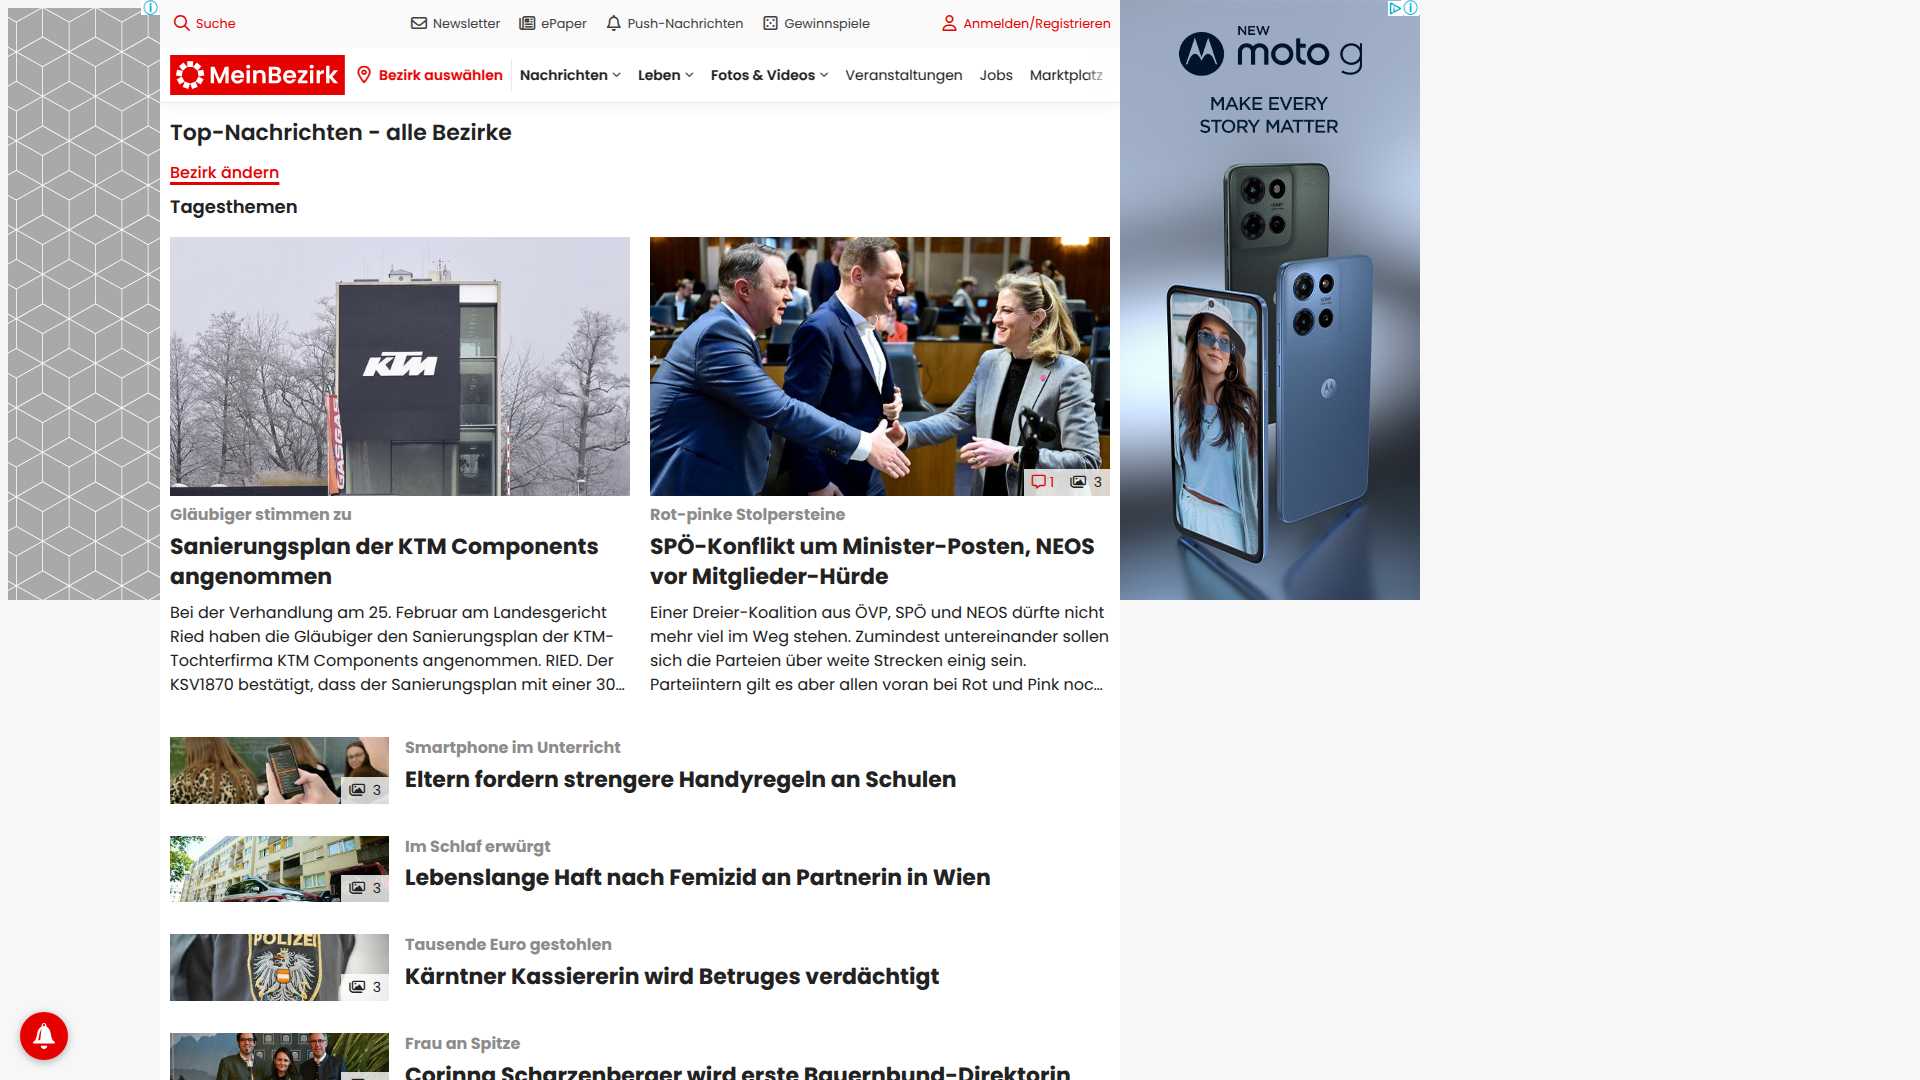 Suche
Newsletter
ePaper
Push-Nachrichten
Gewinnspiele
Anmelden/Registrieren
MeinBezirk
Bezirk auswählen
Nachrichten
Leben
Fotos & Videos
Veranstaltungen
Jobs
Marktplatz
Top-Nachrichten - alle Bezirke
Bezirk ändern
Tagesthemen
KTM
GASGAS
1
3
Gläubiger stimmen zu
Sanierungsplan der KTM Components
angenommen
Bei der Verhandlung am 25. Februar am Landesgericht
Ried haben die Gläubiger den Sanierungsplan der KTM-
Tochterfirma KTM Components angenommen. RIED. Der
KSV1870 bestätigt, dass der Sanierungsplan mit einer 30...
Rot-pinke Stolpersteine
SPÖ-Konflikt um Minister-Posten, NEOS
vor Mitglieder-Hürde
Einer Dreier-Koalition aus ÖVP, SPÖ und NEOS dürfte nicht
mehr viel im Weg stehen. Zumindest untereinander sollen
sich die Parteien über weite Strecken einig sein.
Parteiintern gilt es aber allen voran bei Rot und Pink noc...
3
Smartphone im Unterricht
Eltern fordern strengere Handyregeln an Schulen
3
Im Schlaf erwürgt
Lebenslange Haft nach Femizid an Partnerin in Wien
POLIZEI
3
Tausende Euro gestohlen
Kärntner Kassiererin wird Betruges verdächtigt
Frau an Spitze
Corinna Scharzenberger wird erste Bauernbund-Direktorin
NEW
moto g
MAKE EVERY
STORY MATTER